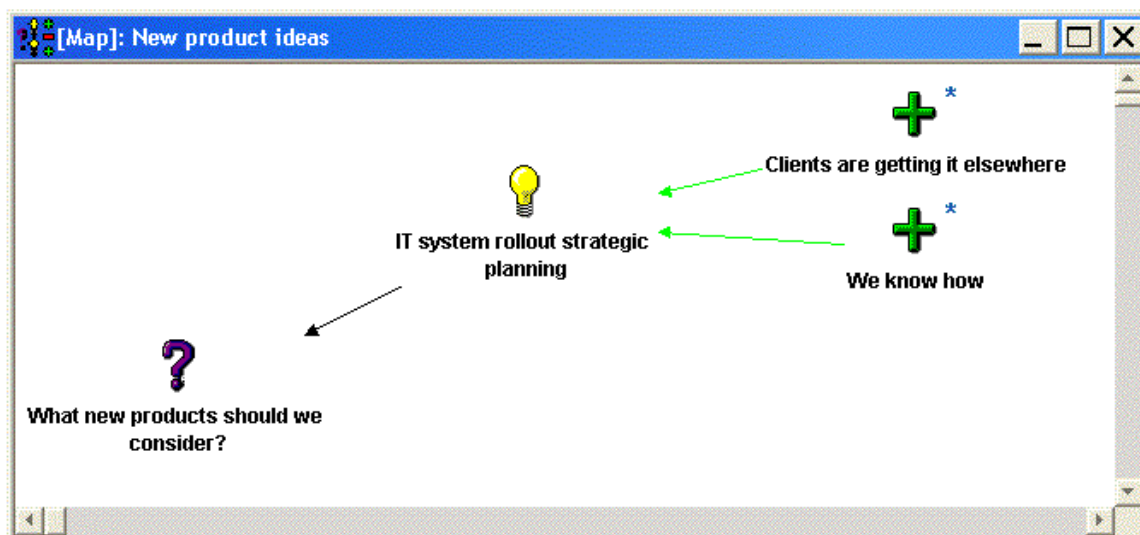 [Map]: New product ideas
*
Clients are getting it elsewhere
*
We know how
IT system rollout strategic
planning
What new products should we
consider?